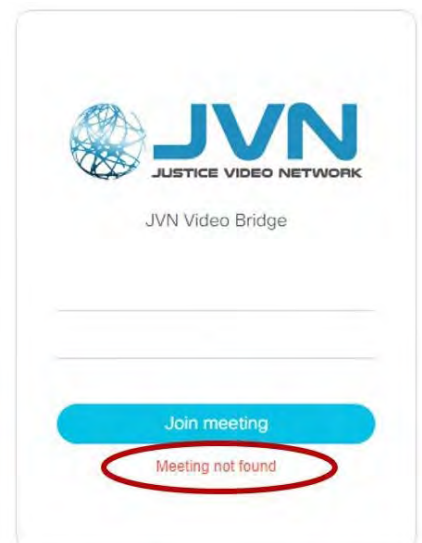 JVN
JUSTICE VIDEO NETWORK
JVN Video Bridge
Join meeting
Meeting not found